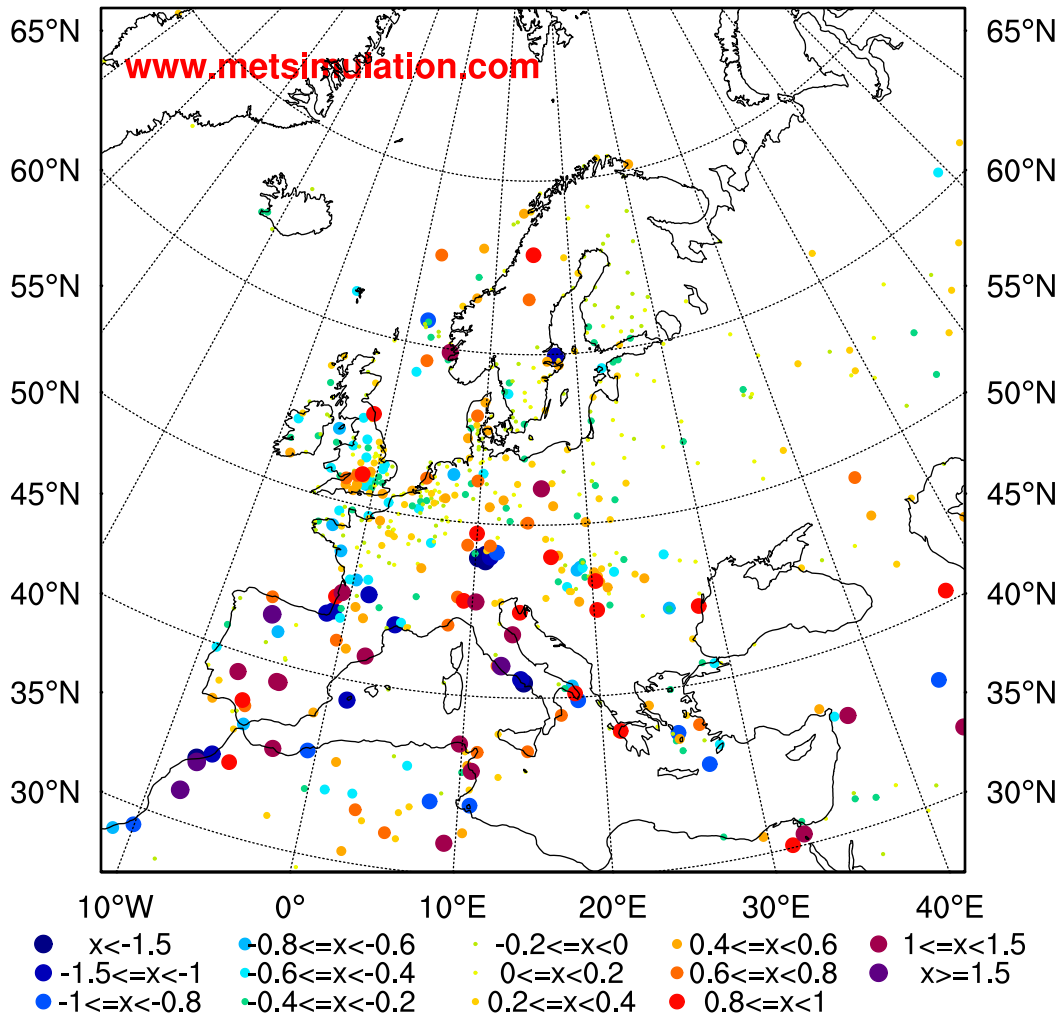 65°N 65°N
www.metsimulation.com
60°N 60°N
55°N 55°N
50°N 50°N
45°N 45°N
40°N 40°N
35°N 35°N
30°N 30°N
10°W 0° 10°E 20°E 30°E 40°E
x<-1.5 -0.8<=x<-0.6 -0.2<=x<0 0.4<=x<0.6 1<=x<1.5
-1.5<=x<-1 -0.6<=x<-0.4 0<=x<0.2 0.6<=x<0.8 x>=1.5
-1<=x<-0.8 -0.4<=x<-0.2 0.2<=x<0.4 0.8<=x<1